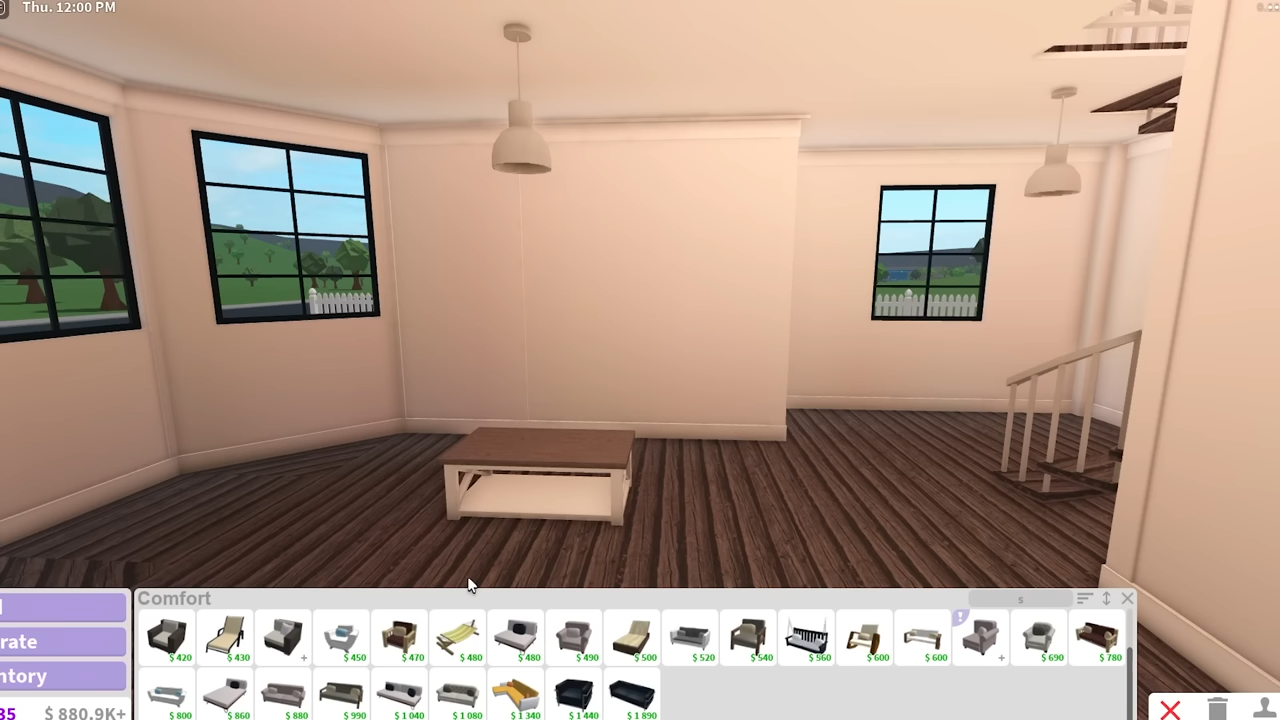 Thu. 12:00 PM
Comfort
s
$ 420
$ 430
+
$ 450
$ 470
$ 480
$ 480
$ 490
$ 500
$ 520
$ 540
$ 560
$ 600
$ 600
!
+
$ 690
$ 780
rate
ntory
$ 800
$ 860
$ 880
$ 990
$ 1 040
$ 1 080
$ 1 340
$ 1 440
$ 1 890
35
$ 880.9K+